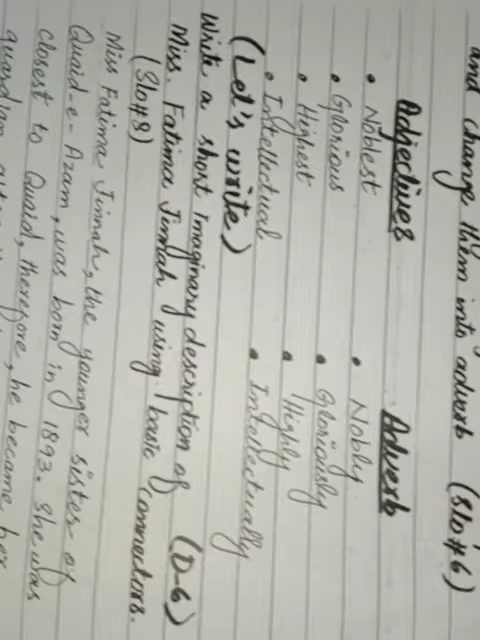 and change them into adverb (Slo#6)
Adjectives Adverb
• Noblest • Nobly
• Glorious • Gloriously
• Highest • Highly
• Intellectual • Intellectually
(Let's write)
Write a short imaginary description of (D-6)
Miss. Fatima Jinnah using basic connectors.
(Slo#8)
Miss Fatima Jinnah, the younger sister of
Quaid-e-Azam, was born in 1893. She was
closest to Quaid, therefore, he became her
guardian